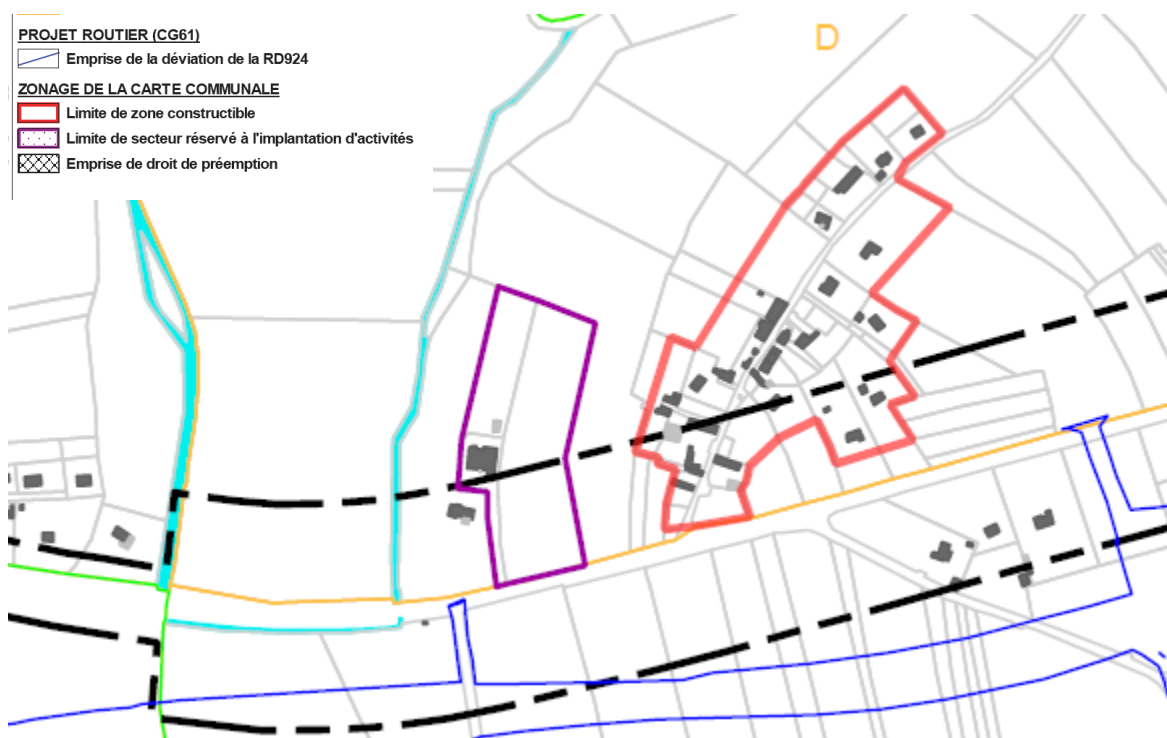 PROJET ROUTIER (CG61)
Emprise de la déviation de la RD924
ZONAGE DE LA CARTE COMMUNALE
Limite de zone constructible
Limite de secteur réservé à l'implantation d'activités
Emprise de droit de préemption
D